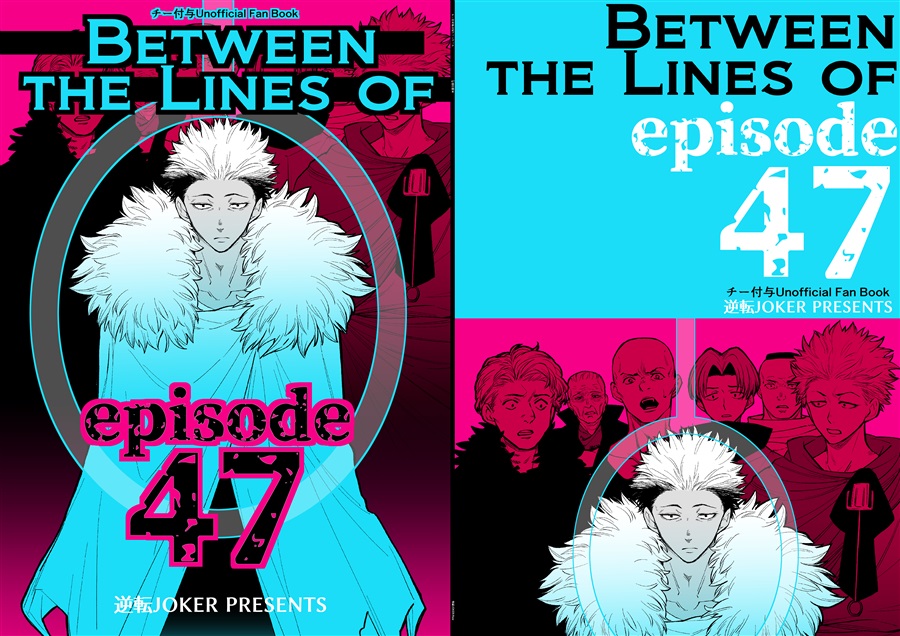 チー付与Unofficial Fan Book
BETWEEN
THE LINES OF
episode
47
逆転JOKER PRESENTS
BETWEEN
THE LINES OF
episode
47
チー付与Unofficial Fan Book
逆転JOKER PRESENTS